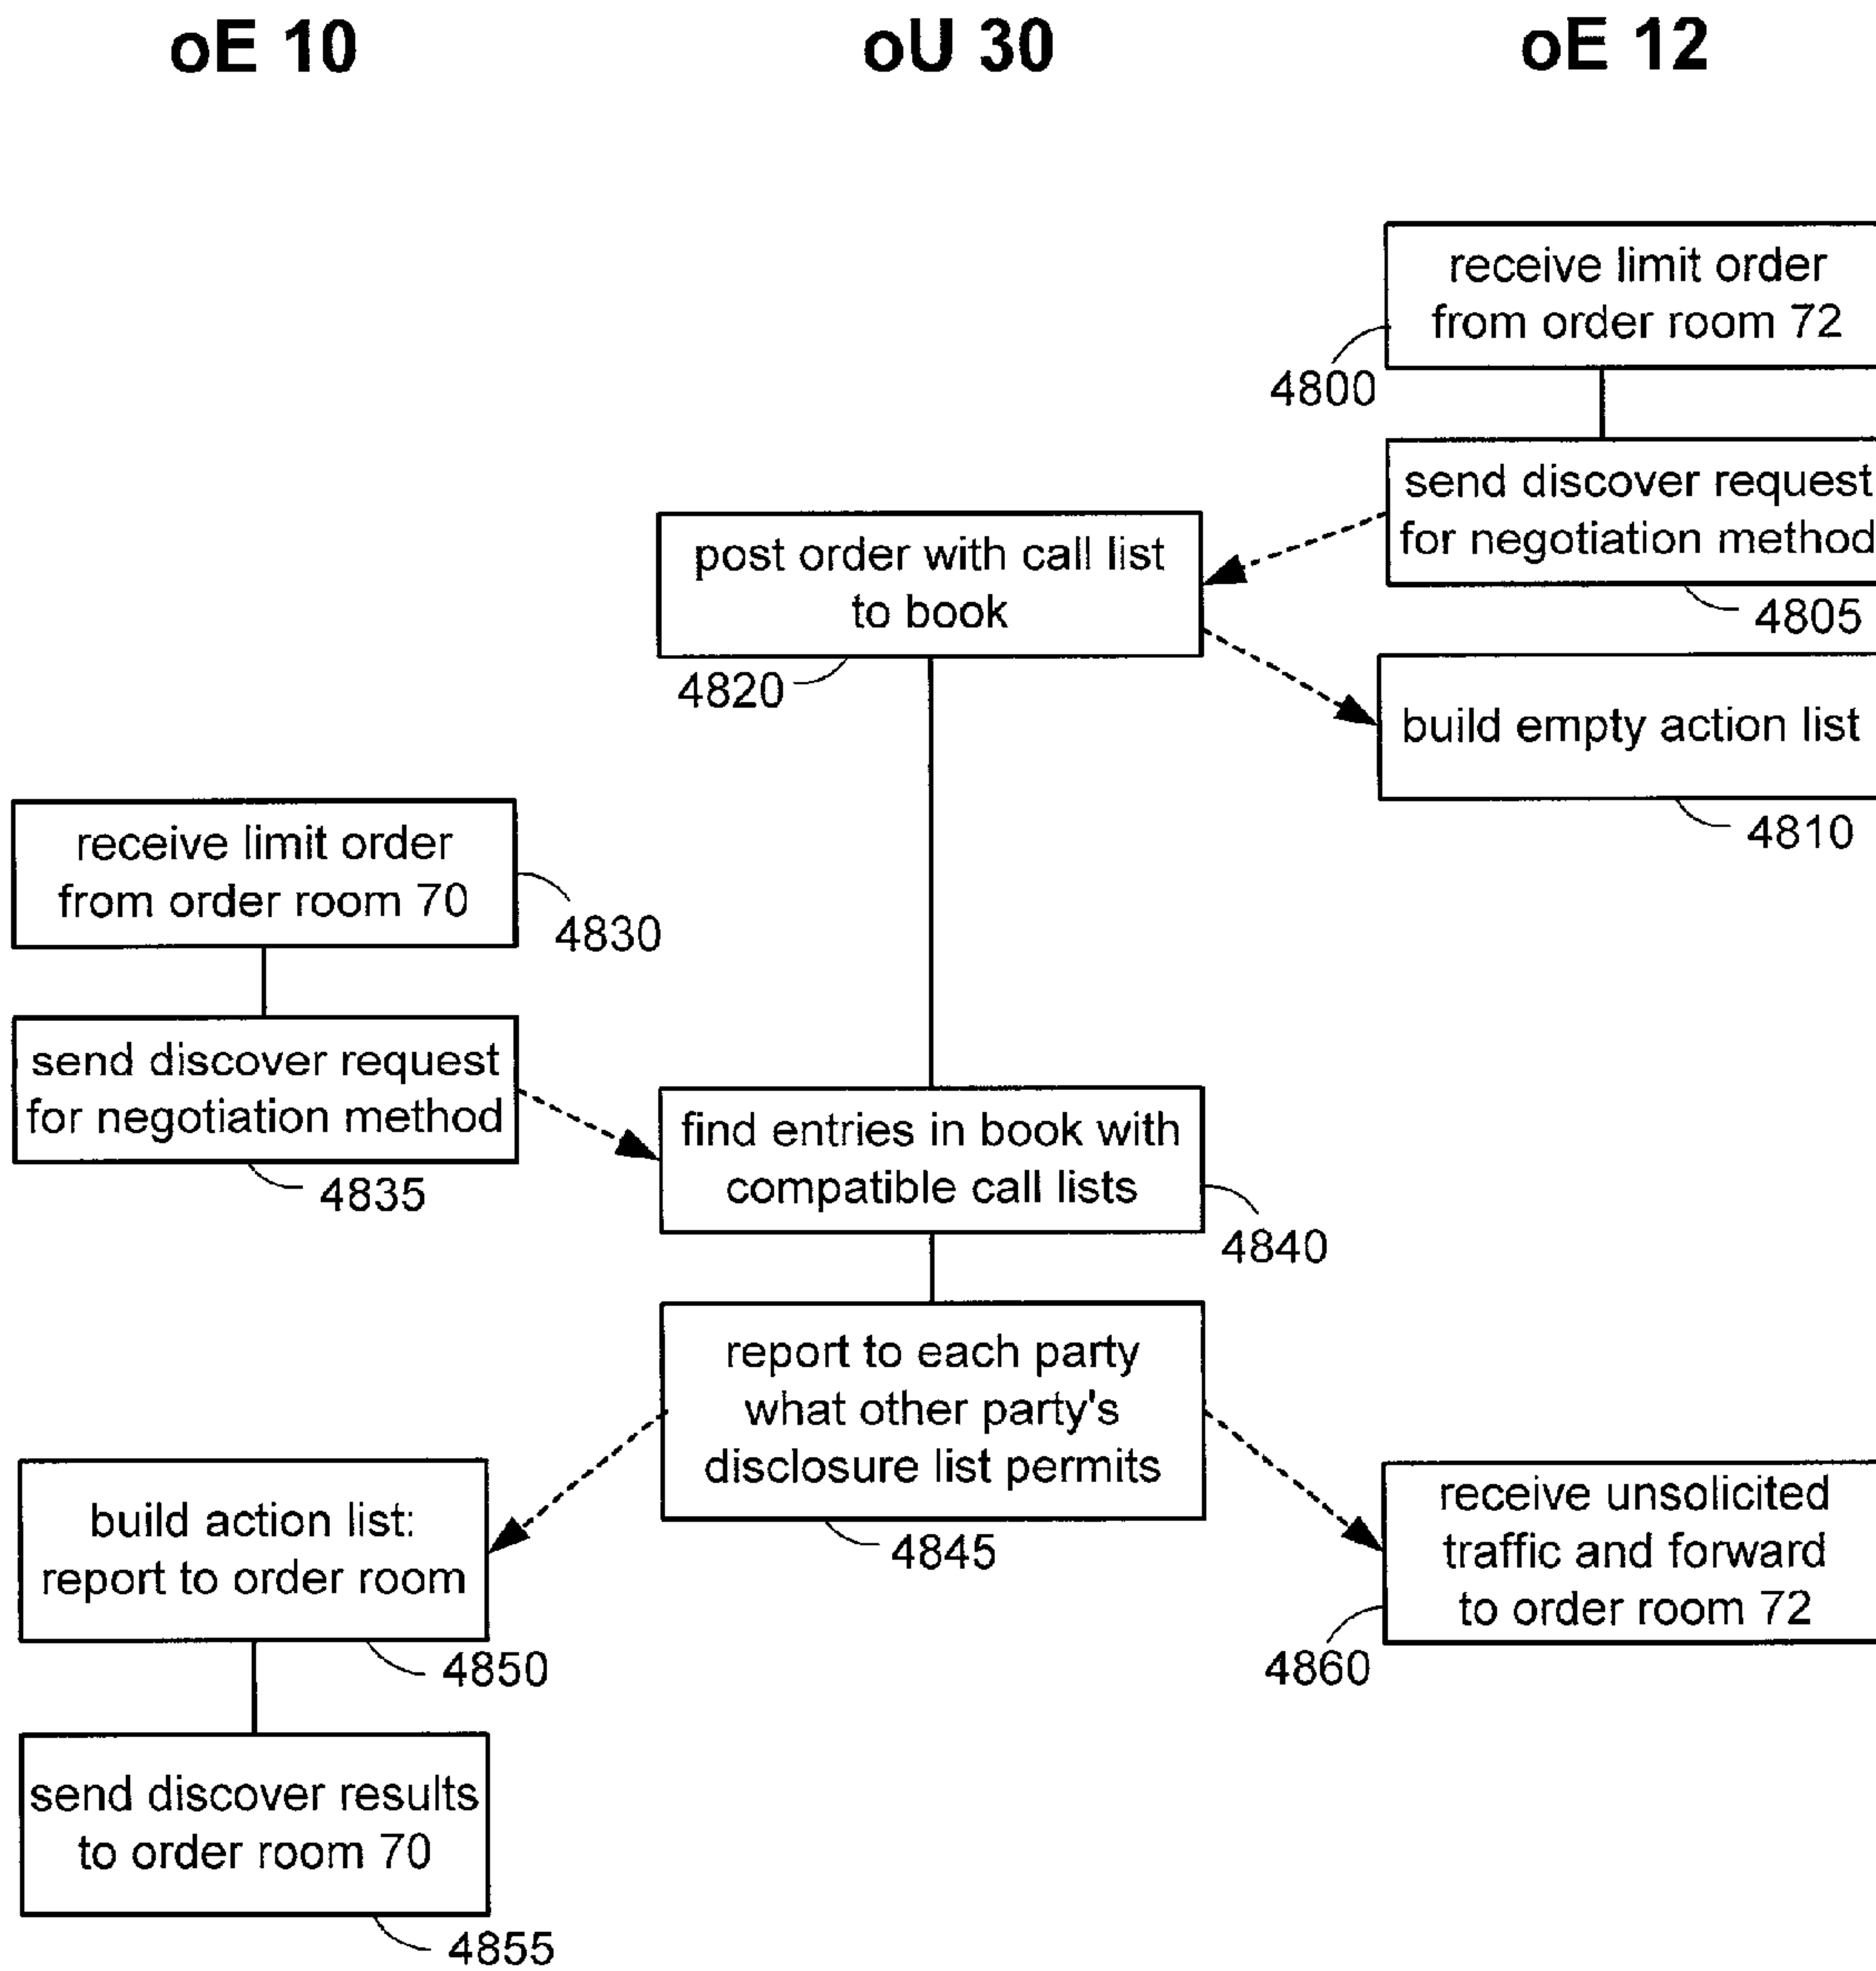 oE 10
oU 30
oE 12
receive limit order
from order room 72
4800
send discover request
for negotiation method
4805
post order with call list
to book
4820
build empty action list
4810
receive limit order
from order room 70
4830
send discover request
for negotiation method
4835
find entries in book with
compatible call lists
4840
report to each party
what other party's
disclosure list permits
4845
build action list:
report to order room
4850
receive unsolicited
traffic and forward
to order room 72
4860
send discover results
to order room 70
4855